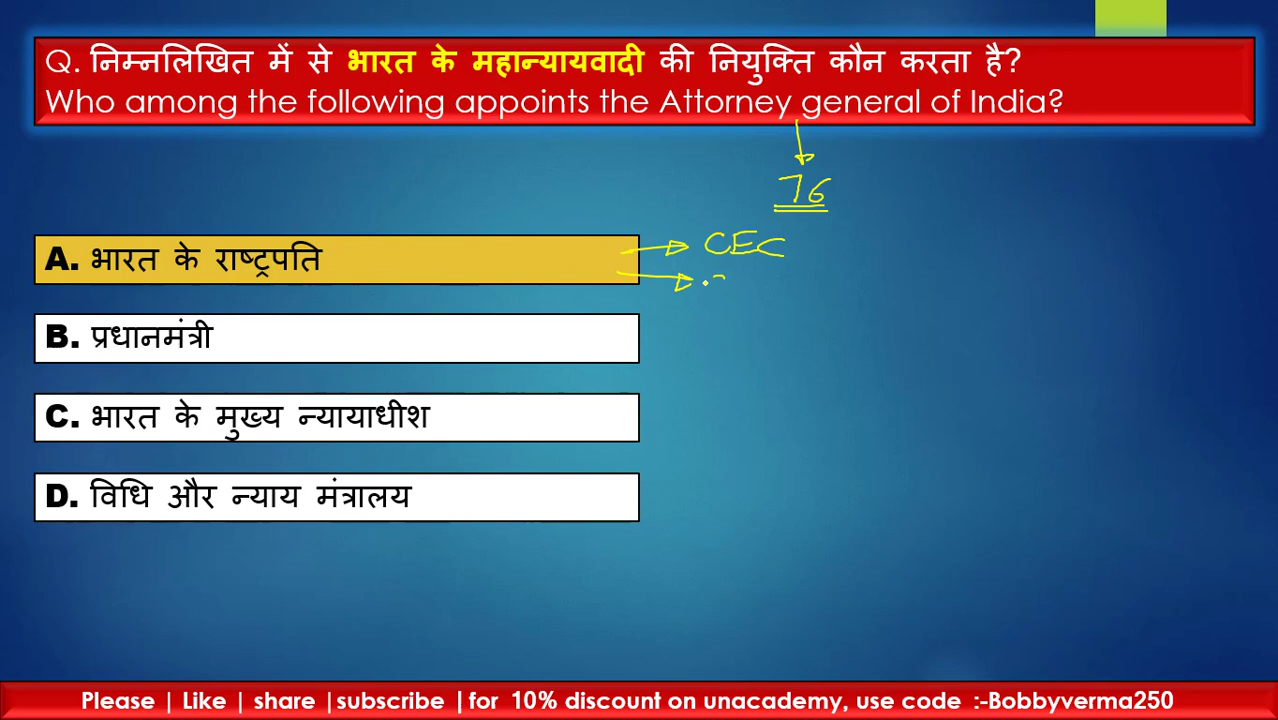 Q. निम्नलिखित में से भारत के महान्यायवादी की नियुक्ति कौन करता है?
Who among the following appoints the Attorney general of India?
76
A. भारत के राष्ट्रपति
CEC
B. प्रधानमंत्री
C. भारत के मुख्य न्यायाधीश
D. विधि और न्याय मंत्रालय
Please | Like | share |subscribe |for 10% discount on unacademy, use code :-Bobbyverma250